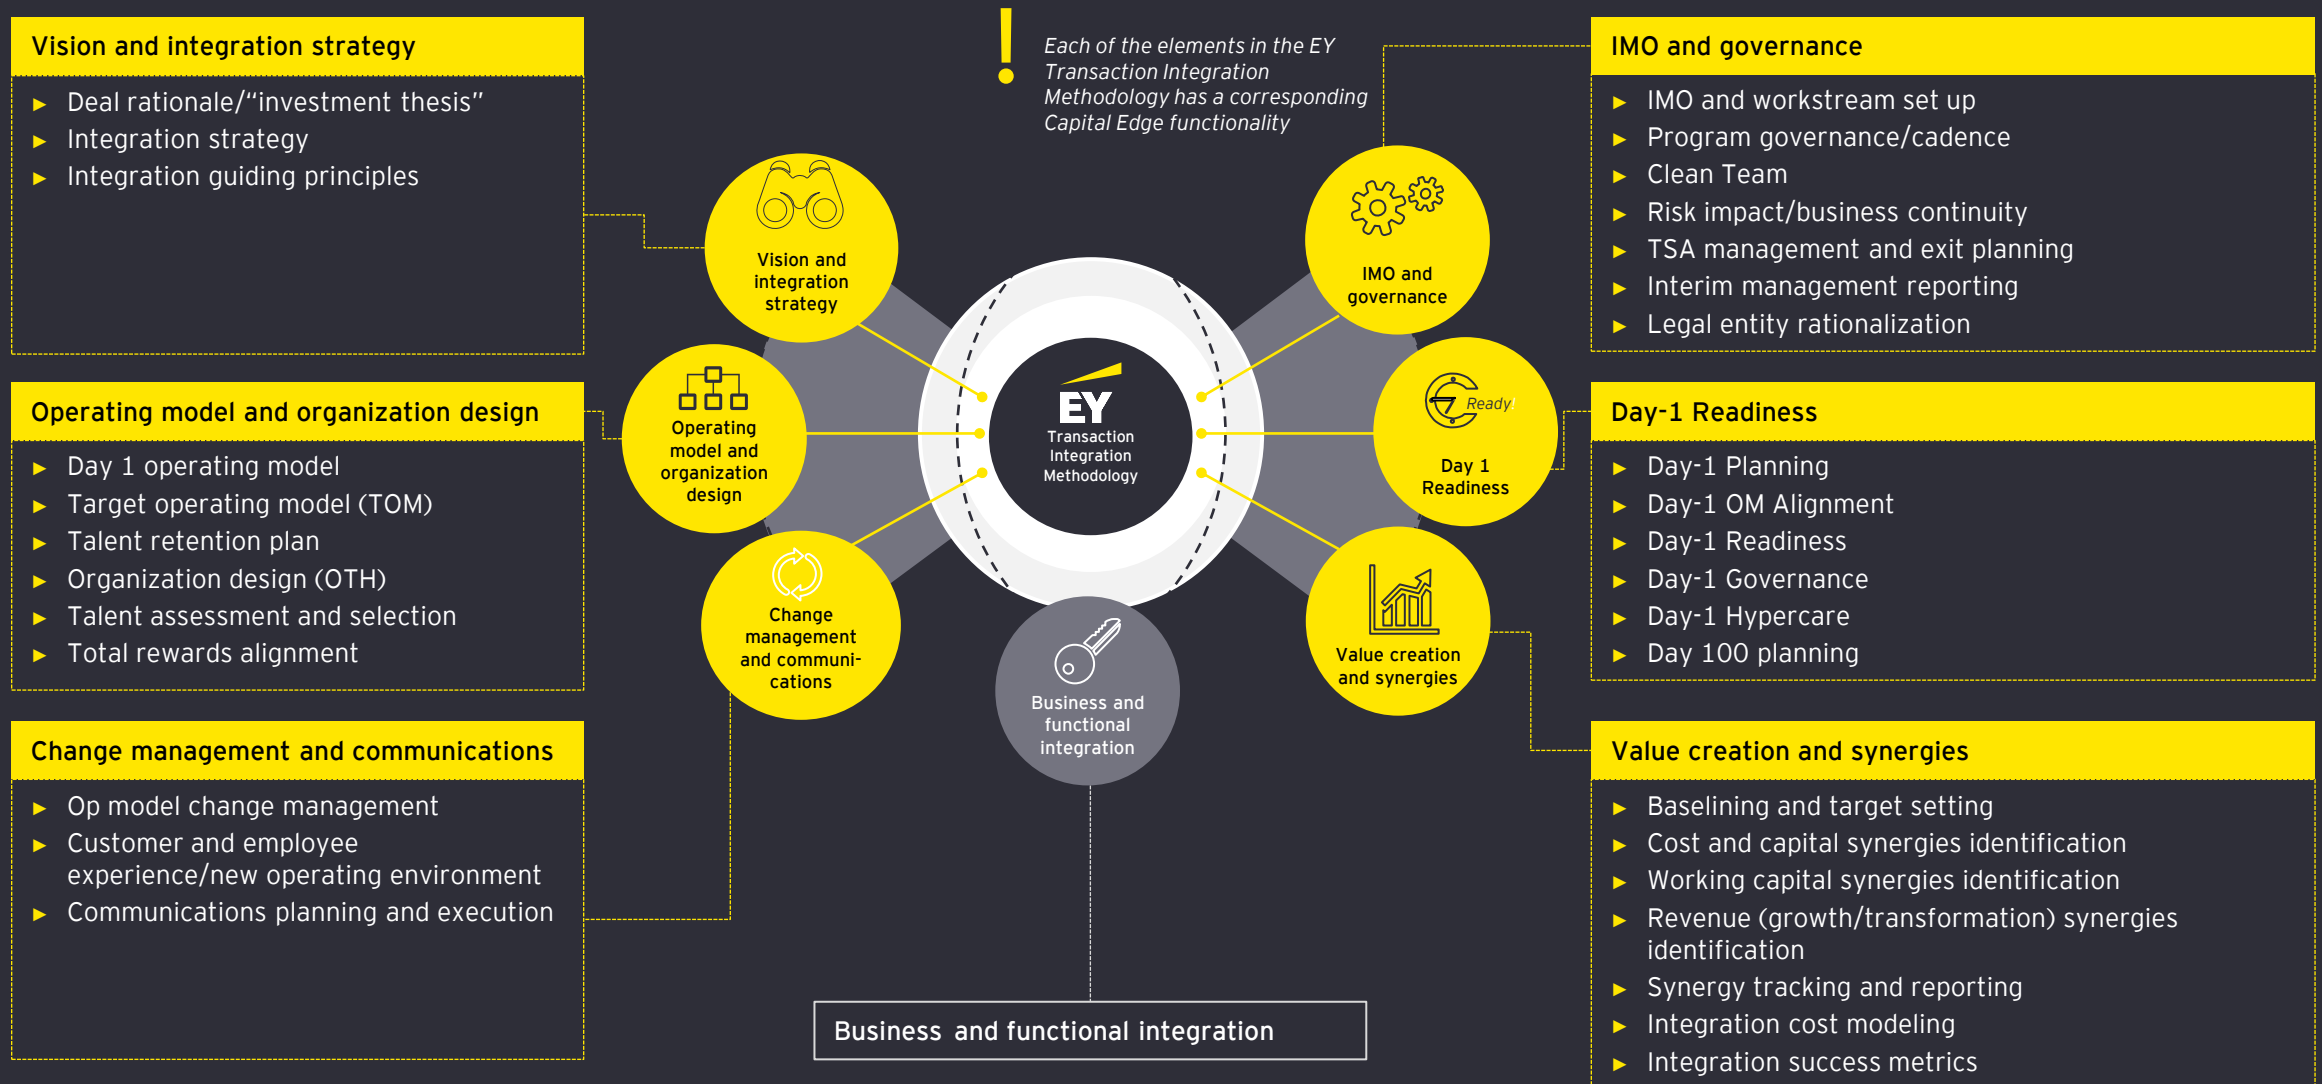 Vision and integration strategy
Deal rationale/“investment thesis”
Integration strategy
Integration guiding principles
Operating model and organization design
Day 1 operating model
Target operating model (TOM)
Talent retention plan
Organization design (OTH)
Talent assessment and selection
Total rewards alignment
Change management and communications
Op model change management
Customer and employee
experience/new operating environment
Communications planning and execution
!
Each of the elements in the EY
Transaction Integration
Methodology has a corresponding
Capital Edge functionality
Vision and
integration
strategy
Operating
model and
organization
design
Change
management
and communi-
cations
EY
Transaction
Integration
Methodology
Business and
functional
integration
IMO and
governance
Ready!
Day 1
Readiness
Value creation
and synergies
Business and functional integration
IMO and governance
IMO and workstream set up
Program governance/cadence
Clean Team
Risk impact/business continuity
TSA management and exit planning
Interim management reporting
Legal entity rationalization
Day-1 Readiness
Day-1 Planning
Day-1 OM Alignment
Day-1 Readiness
Day-1 Governance
Day-1 Hypercare
Day 100 planning
Value creation and synergies
Baselining and target setting
Cost and capital synergies identification
Working capital synergies identification
Revenue (growth/transformation) synergies
identification
Synergy tracking and reporting
Integration cost modeling
Integration success metrics